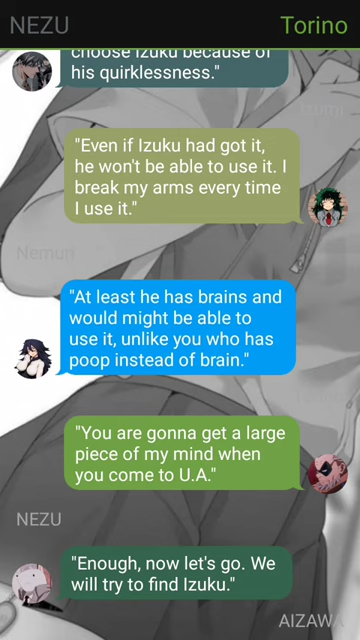 NEZU
Torino
choose Izuku because of
his quirklessness."
Izumi
"Even if Izuku had got it,
he won't be able to use it. I
break my arms every time
I use it."
Nemuri
"At least he has brains and
would might be able to
use it, unlike you who has
poop instead of brain."
Torino
"You are gonna get a large
piece of my mind when
you come to U.A."
NEZU
"Enough, now let's go. We
will try to find Izuku."
AIZAWA